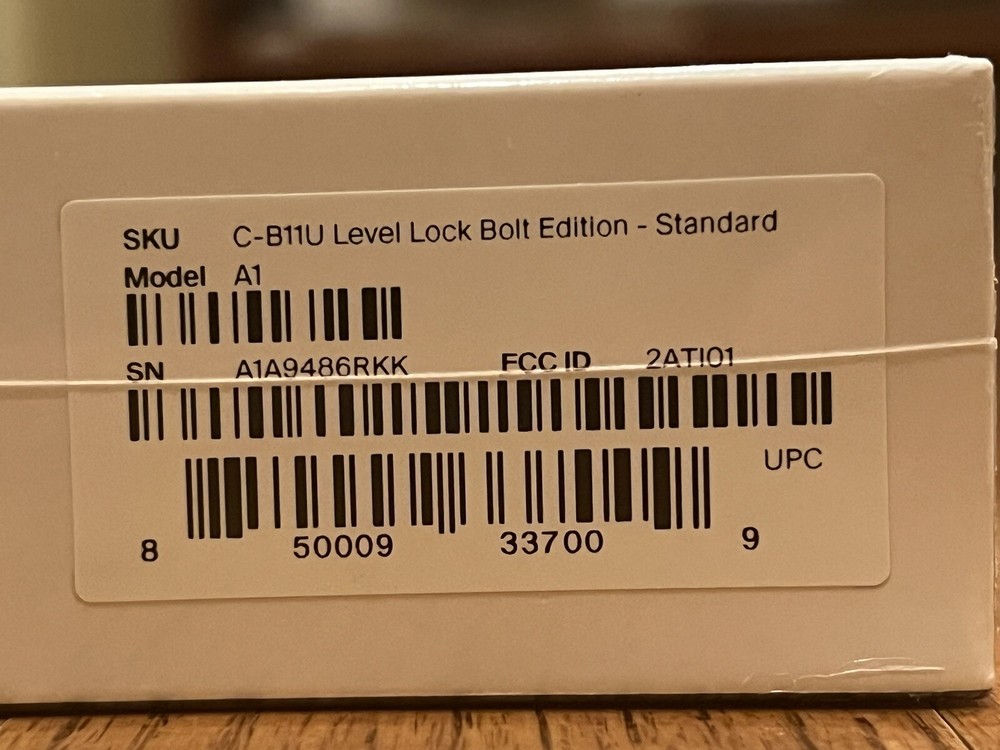 SKU C-B11U Level Lock Bolt Edition - Standard
Model A1
SN A1A9486RKK FCC ID 2ATI01
UPC
8 50009 33700 9